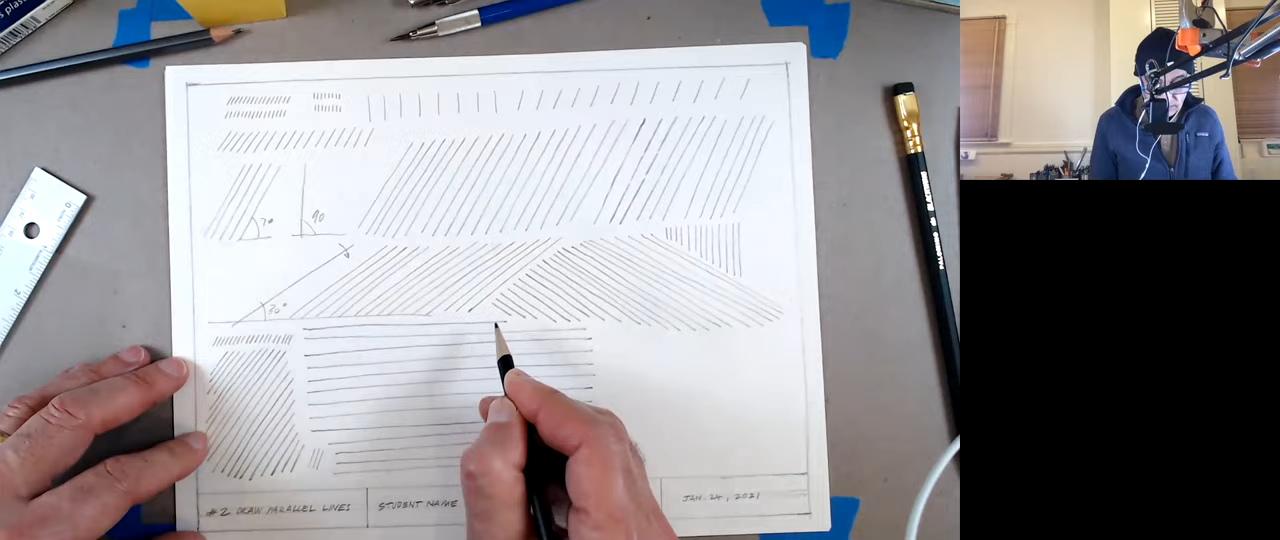 70
90
30°
#2 DRAW PARALLEL LINES
STUDENT NAME
JAN. 24, 2021